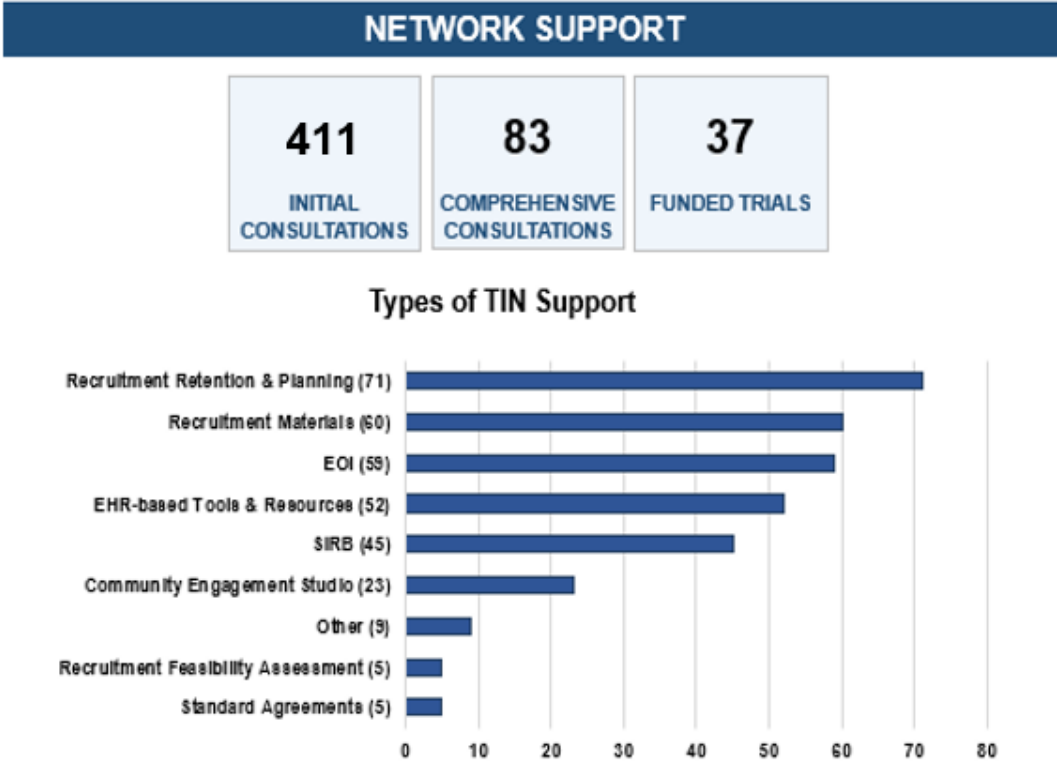 NETWORK SUPPORT
411
INITIAL
CONSULTATIONS
83
COMPREHENSIVE
CONSULTATIONS
37
FUNDED TRIALS
Types of TIN Support
Recruitment Retention & Planning (71)
Recruitment Materials (60)
EOI (59)
EHR-based Tools & Resources (52)
SIRB (45)
Community Engagement Studio (23)
Other (9)
Recruitment Feasibility Assessment (5)
Standard Agreements (5)
0 10 20 30 40 50 60 70 80